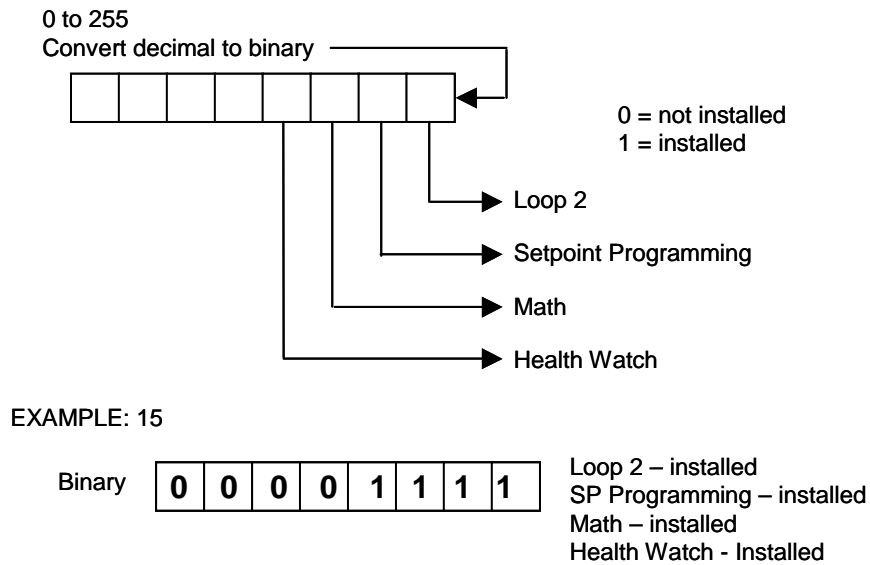 0 to 255
Convert decimal to binary
0 = not installed
1 = installed
Loop 2
Setpoint Programming
Math
Health Watch
EXAMPLE: 15
Binary 0 0 0 0 1 1 1 1
Loop 2 – installed
SP Programming – installed
Math – installed
Health Watch - Installed